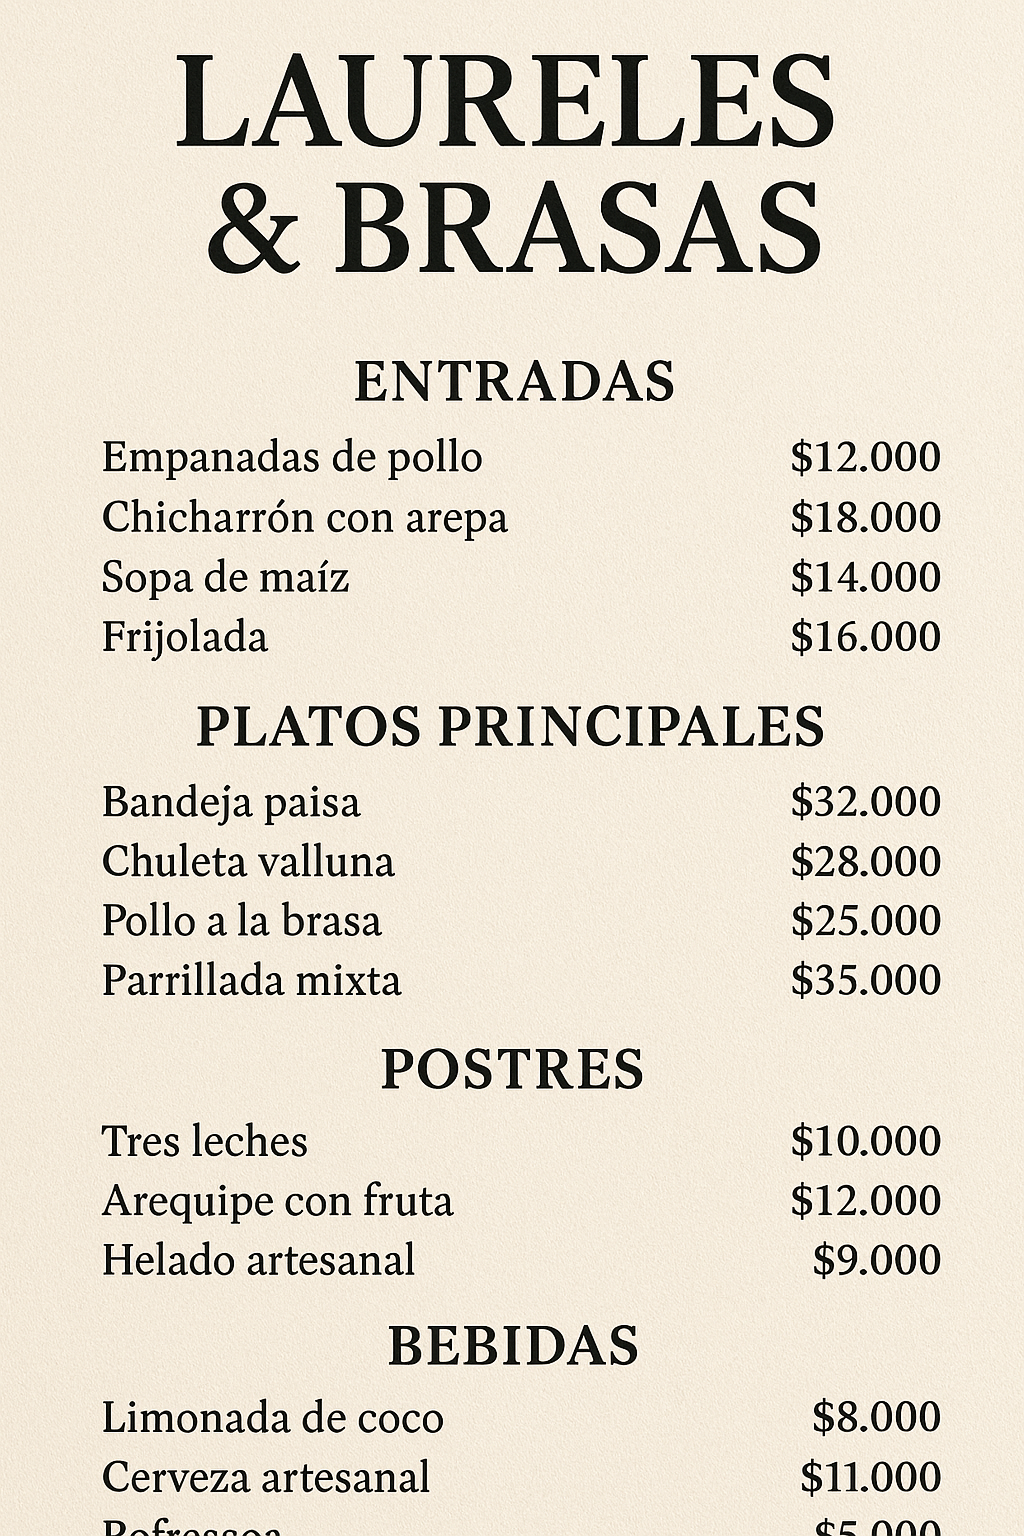 LAURELES
& BRASAS
ENTRADAS
Empanadas de pollo $12.000
Chicharrón con arepa $18.000
Sopa de maíz $14.000
Frijolada $16.000
PLATOS PRINCIPALES
Bandeja paisa $32.000
Chuleta valluna $28.000
Pollo a la brasa $25.000
Parrillada mixta $35.000
POSTRES
Tres leches $10.000
Arequipe con fruta $12.000
Helado artesanal $9.000
BEBIDAS
Limonada de coco $8.000
Cerveza artesanal $11.000
$5.000